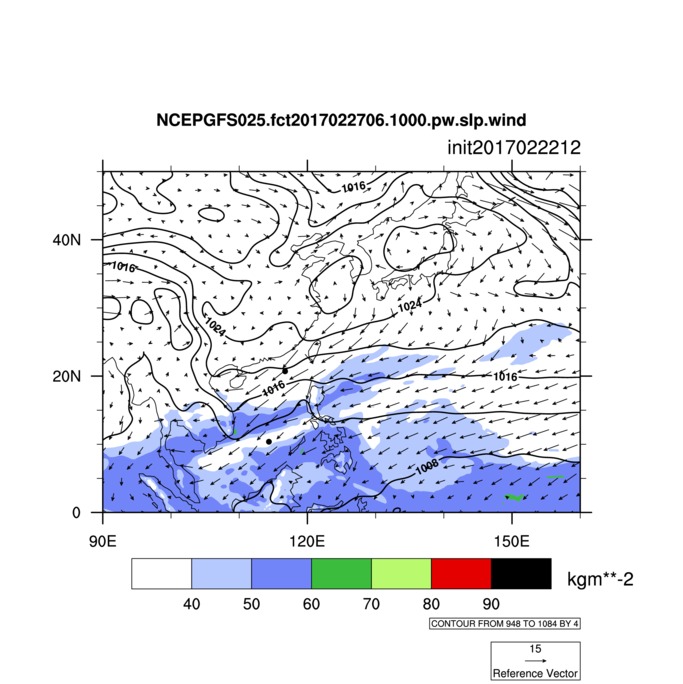 NCEPGFS025.fct2017022706.1000.pw.slp.wind
init2017022212
1016
40N
1016
1024
1024
20N
1016
1016
1008
0
90E 120E 150E
kgm**-2
40 50 60 70 80 90
CONTOUR FROM 948 TO 1084 BY 4
15
Reference Vector